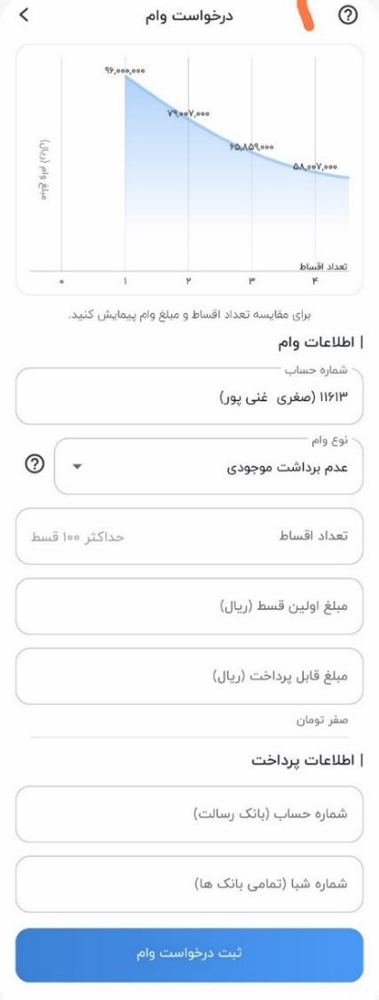 درخواست وام
۹۶,۰۰۰,۰۰۰
۷۹,۰۰۷,۰۰۰
۶۵,۸۵۹,۰۰۰
۵۸,۰۰۷,۰۰۰
مبلغ وام (ریال)
تعداد اقساط
۰ ۱ ۲ ۳ ۴
برای مقایسه تعداد اقساط و مبلغ وام پیمایش کنید.
| اطلاعات وام
شماره حساب
۱۱۶۱۳ (صغری غنی پور)
نوع وام
عدم برداشت موجودی
تعداد اقساط حداکثر ۱۰۰ قسط
مبلغ اولین قسط (ریال)
مبلغ قابل پرداخت (ریال)
صفر تومان
| اطلاعات پرداخت
شماره حساب (بانک رسالت)
شماره شبا (تمامی بانک ها)
ثبت درخواست وام